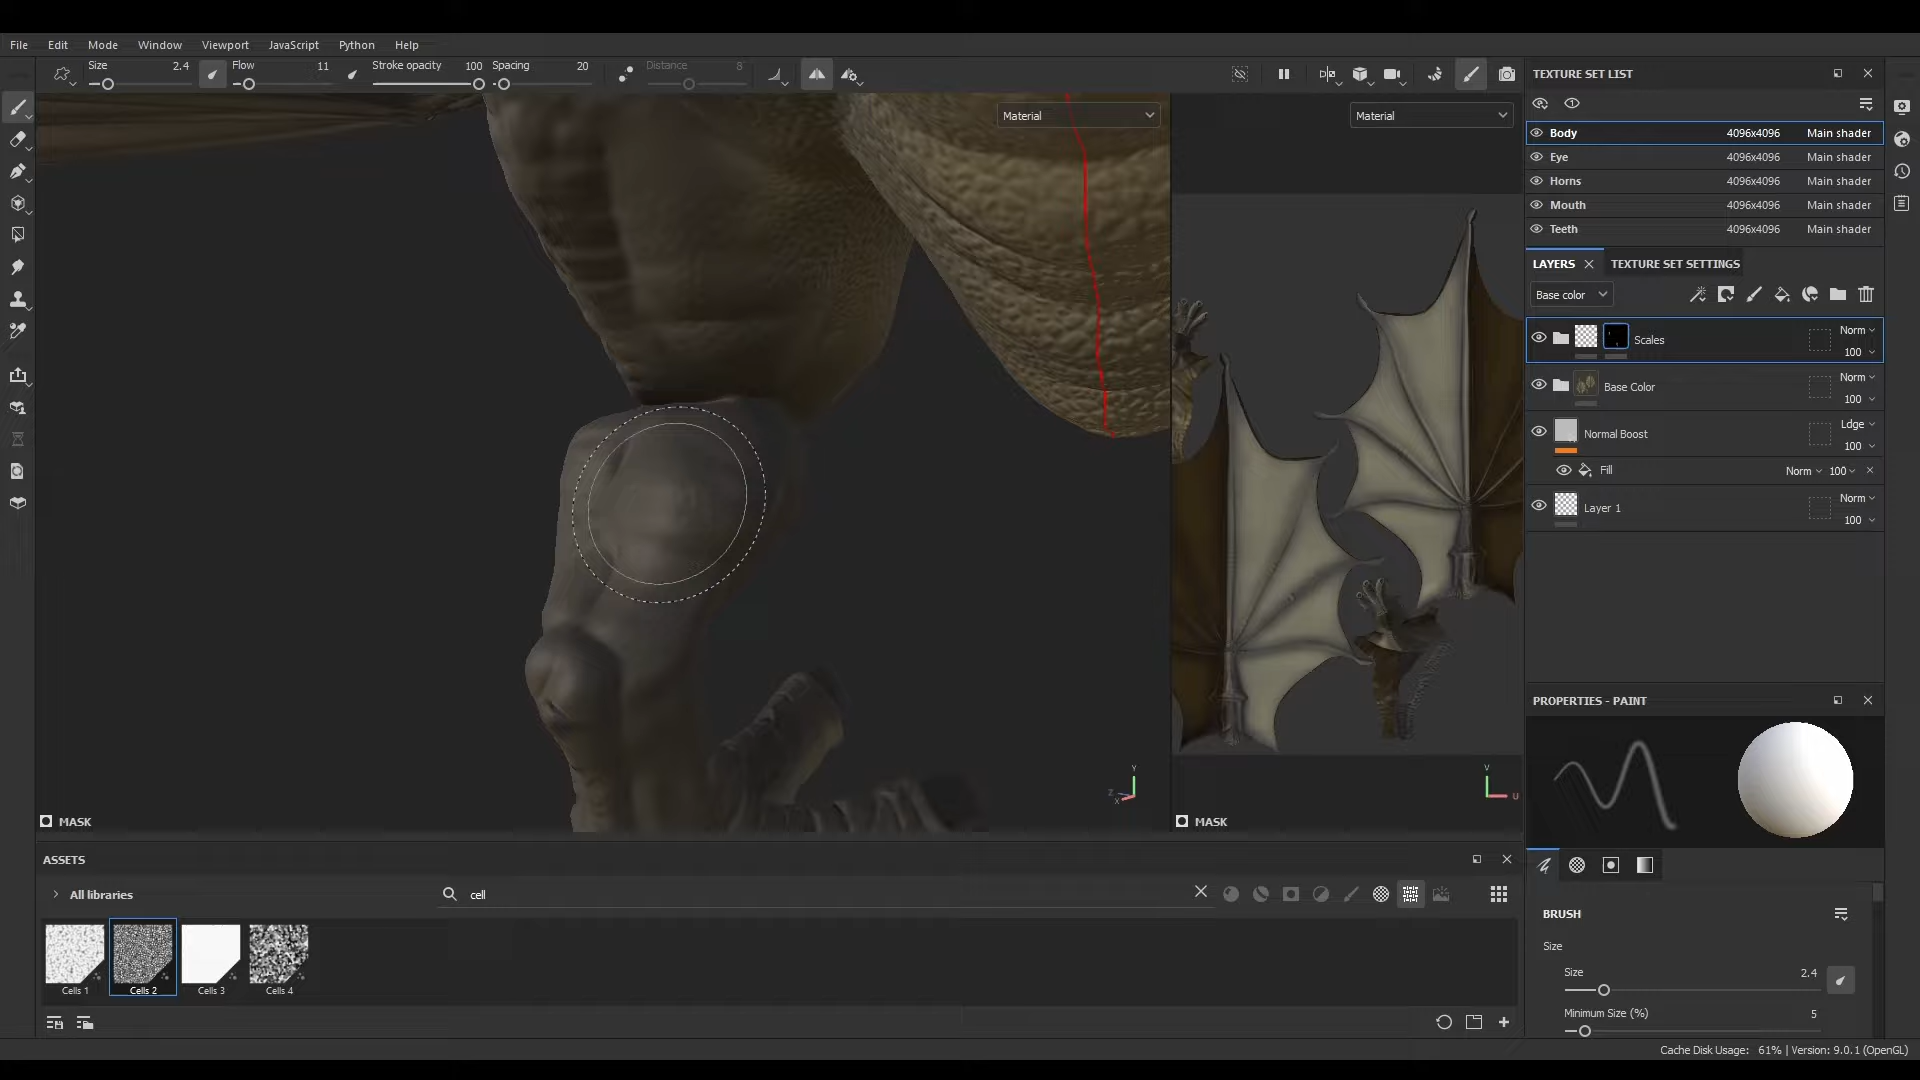 File Edit Mode Window Viewport JavaScript Python Help
Size 2.4 Flow 11 Stroke opacity 100 Spacing 20 Distance 8
Material
Material
MASK
MASK
Y
Z
X
V
U
TEXTURE SET LIST
Body 4096x4096 Main shader
Eye 4096x4096 Main shader
Horns 4096x4096 Main shader
Mouth 4096x4096 Main shader
Teeth 4096x4096 Main shader
LAYERS TEXTURE SET SETTINGS
Base color
Scales Norm 100
Base Color Norm 100
Normal Boost Ldge 100
Fill Norm 100
Layer 1 Norm 100
PROPERTIES - PAINT
BRUSH
Size
Size 2.4
Minimum Size (%) 5
ASSETS
All libraries cell
Cells 1 Cells 2 Cells 3 Cells 4
Cache Disk Usage: 61% | Version: 9.0.1 (OpenGL)